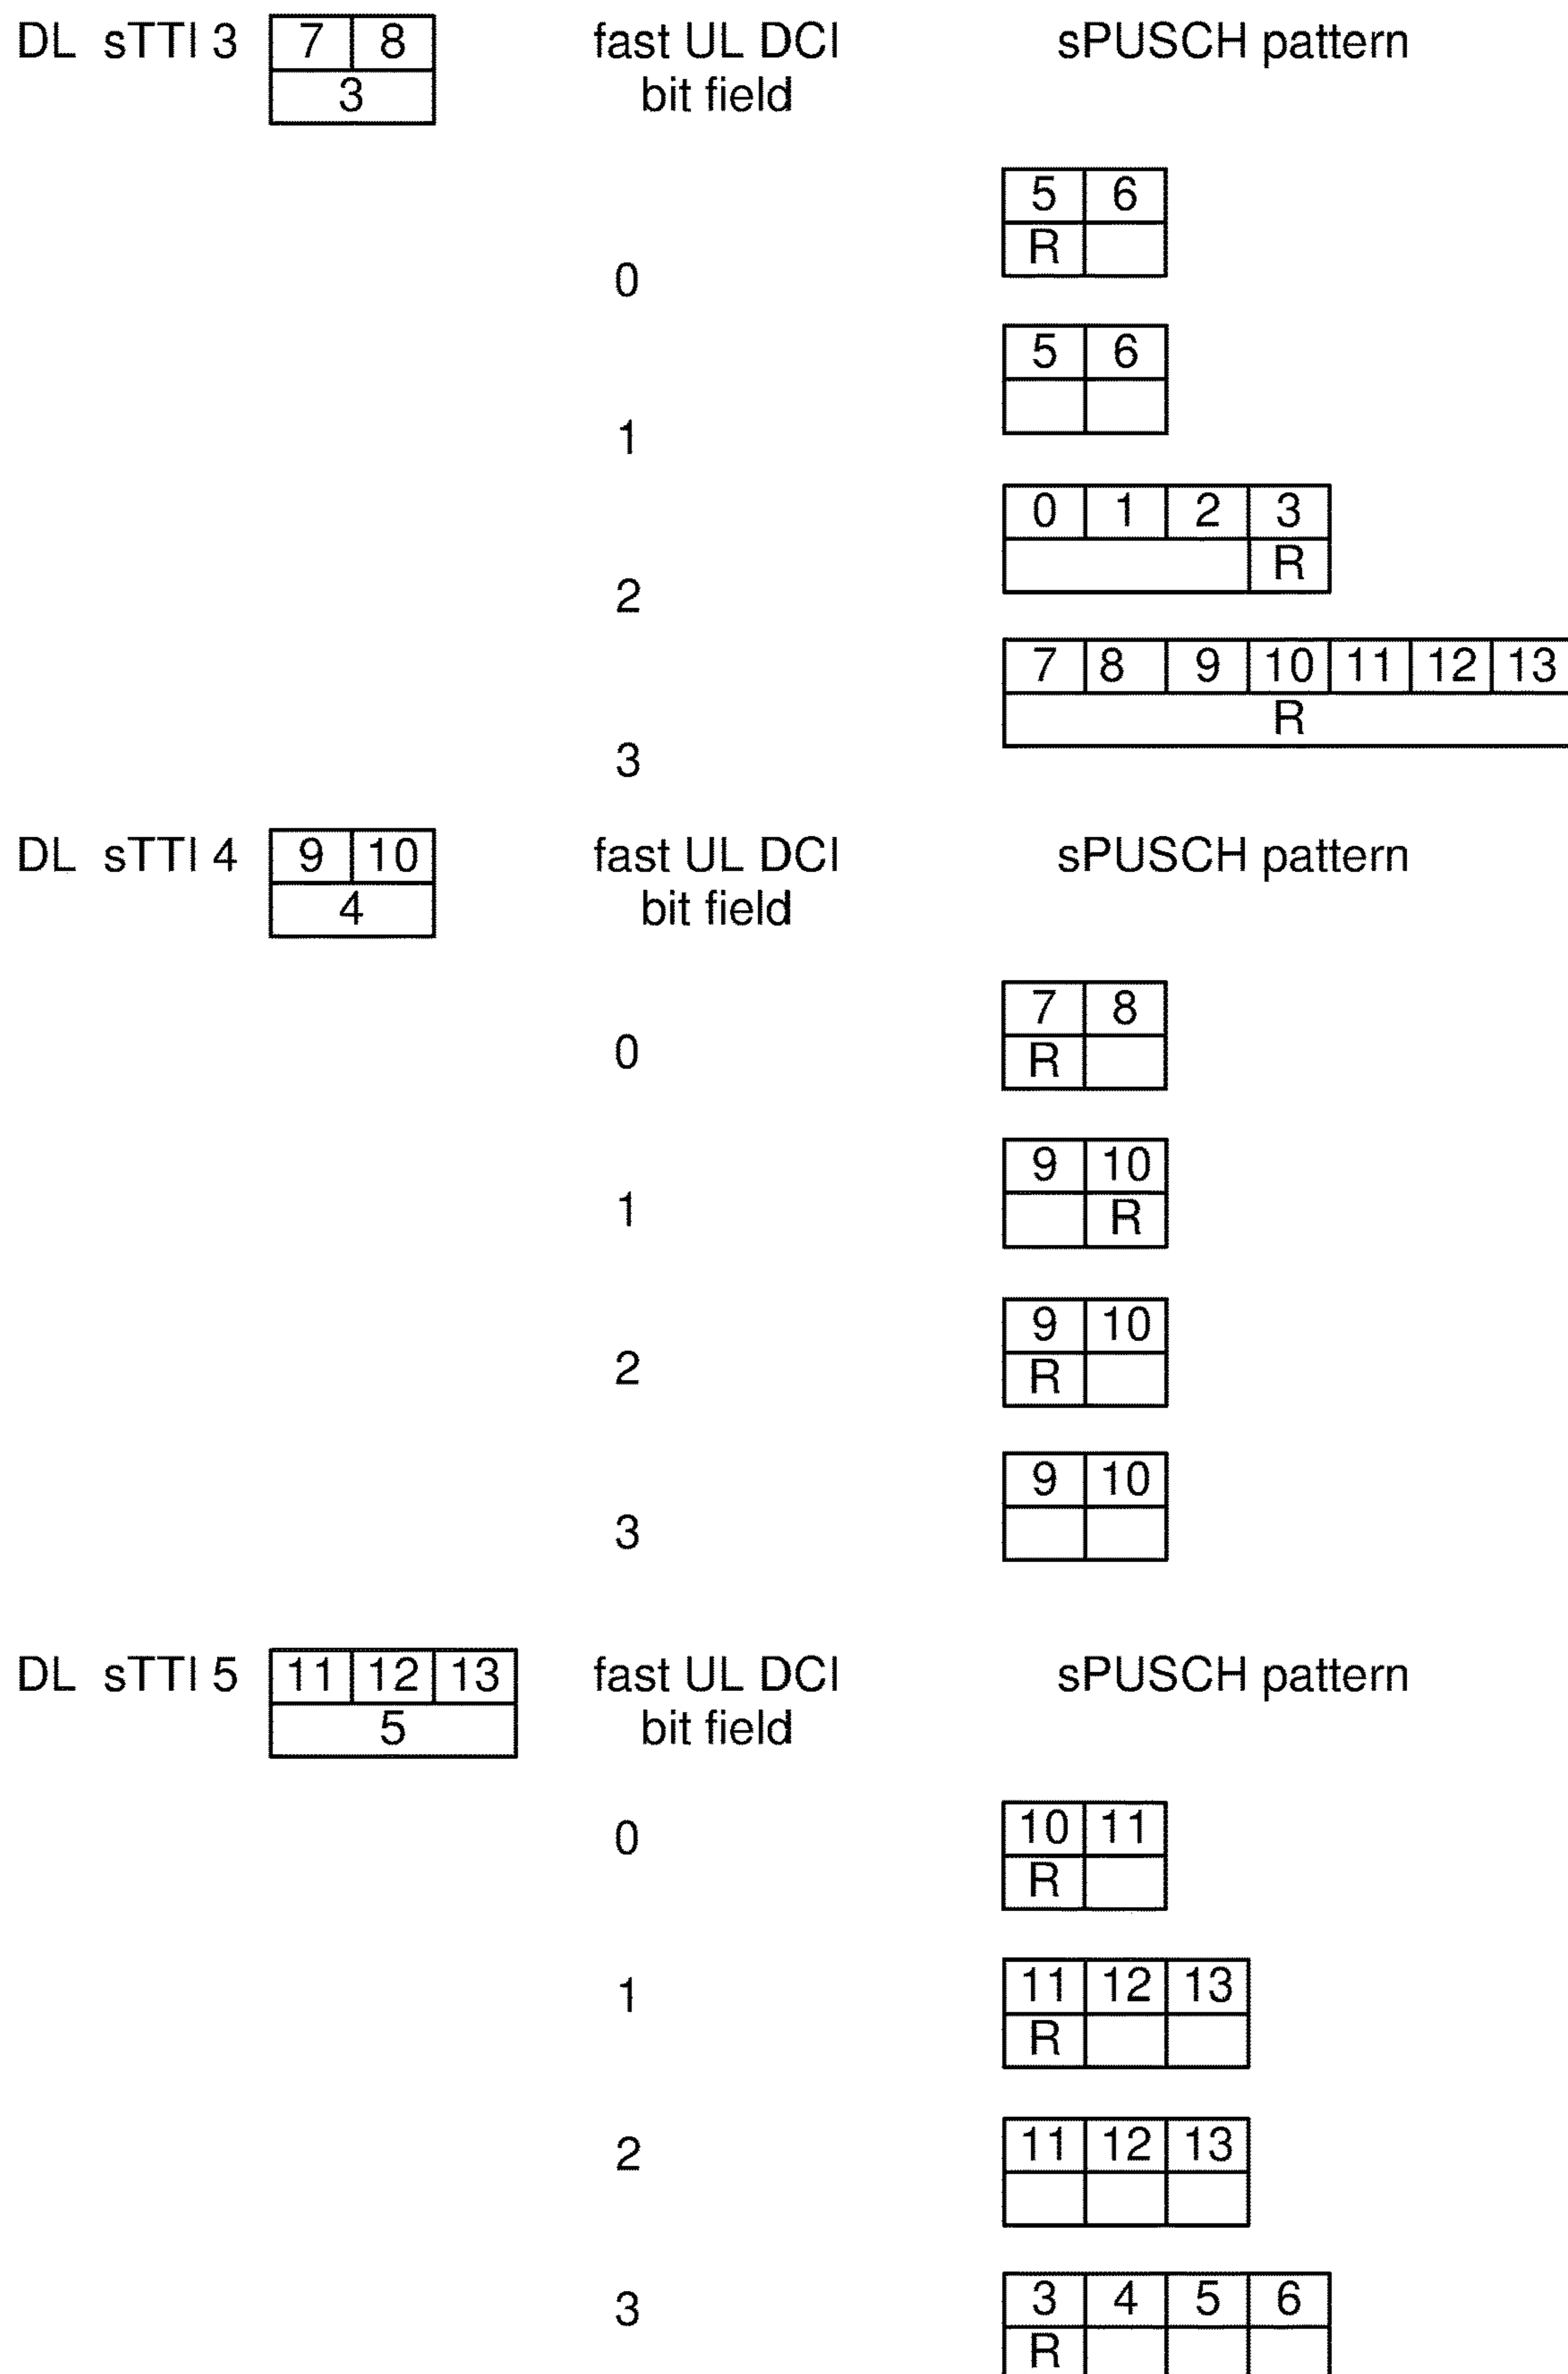 DL sTTI 3 7 8 fast UL DCI sPUSCH pattern
3 bit field
5 6
R
0
5 6
1
0 1 2 3
R
2
7 8 9 10 11 12 13
R
3
DL sTTI 4 9 10 fast UL DCI sPUSCH pattern
4 bit field
7 8
0
R
9 10
1
R
9 10
2
R
9 10
3
DL sTTI 5 11 12 13 fast UL DCI sPUSCH pattern
5 bit field
10 11
0
R
11 12 13
1
R
11 12 13
2
3 4 5 6
3
R